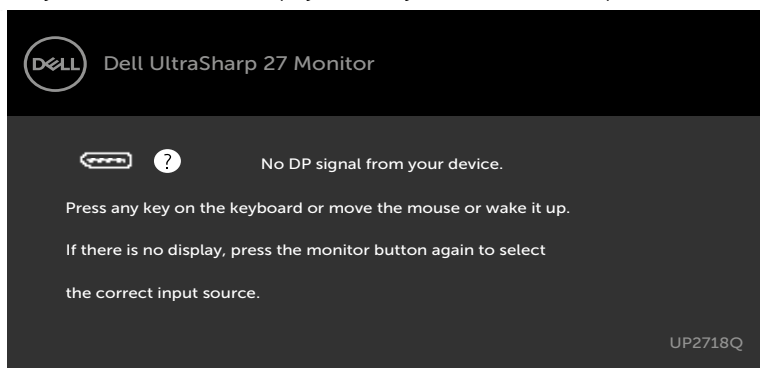 DELL
Dell UltraSharp 27 Monitor
?
No DP signal from your device.
Press any key on the keyboard or move the mouse or wake it up.
If there is no display, press the monitor button again to select
the correct input source.
UP2718Q